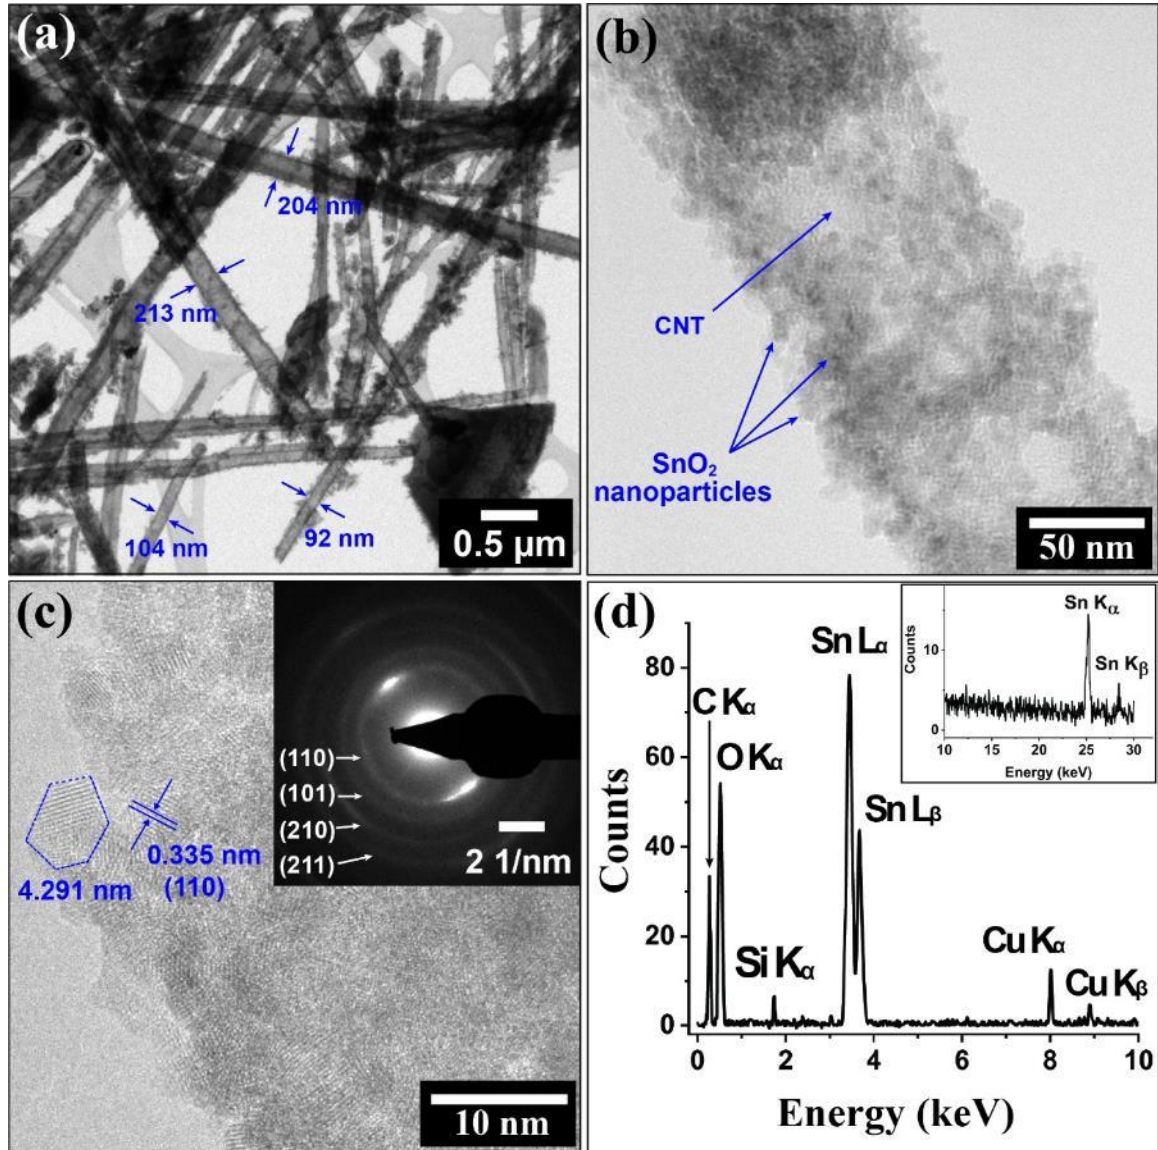 (a)
204 nm
213 nm
104 nm
92 nm
0.5 µm
(b)
CNT
SnO₂
nanoparticles
50 nm
(c)
(110)
(101)
(210)
(211)
2 1/nm
0.335 nm
(110)
4.291 nm
10 nm
(d)
Counts
80
60
40
20
0
C Kα
O Kα
Si Kα
Sn Lα
Sn Lβ
Cu Kα
Cu Kβ
0 2 4 6 8 10
Energy (keV)
Sn Kα
Sn Kβ
Counts
10
0
10 15 20 25 30
Energy (keV)